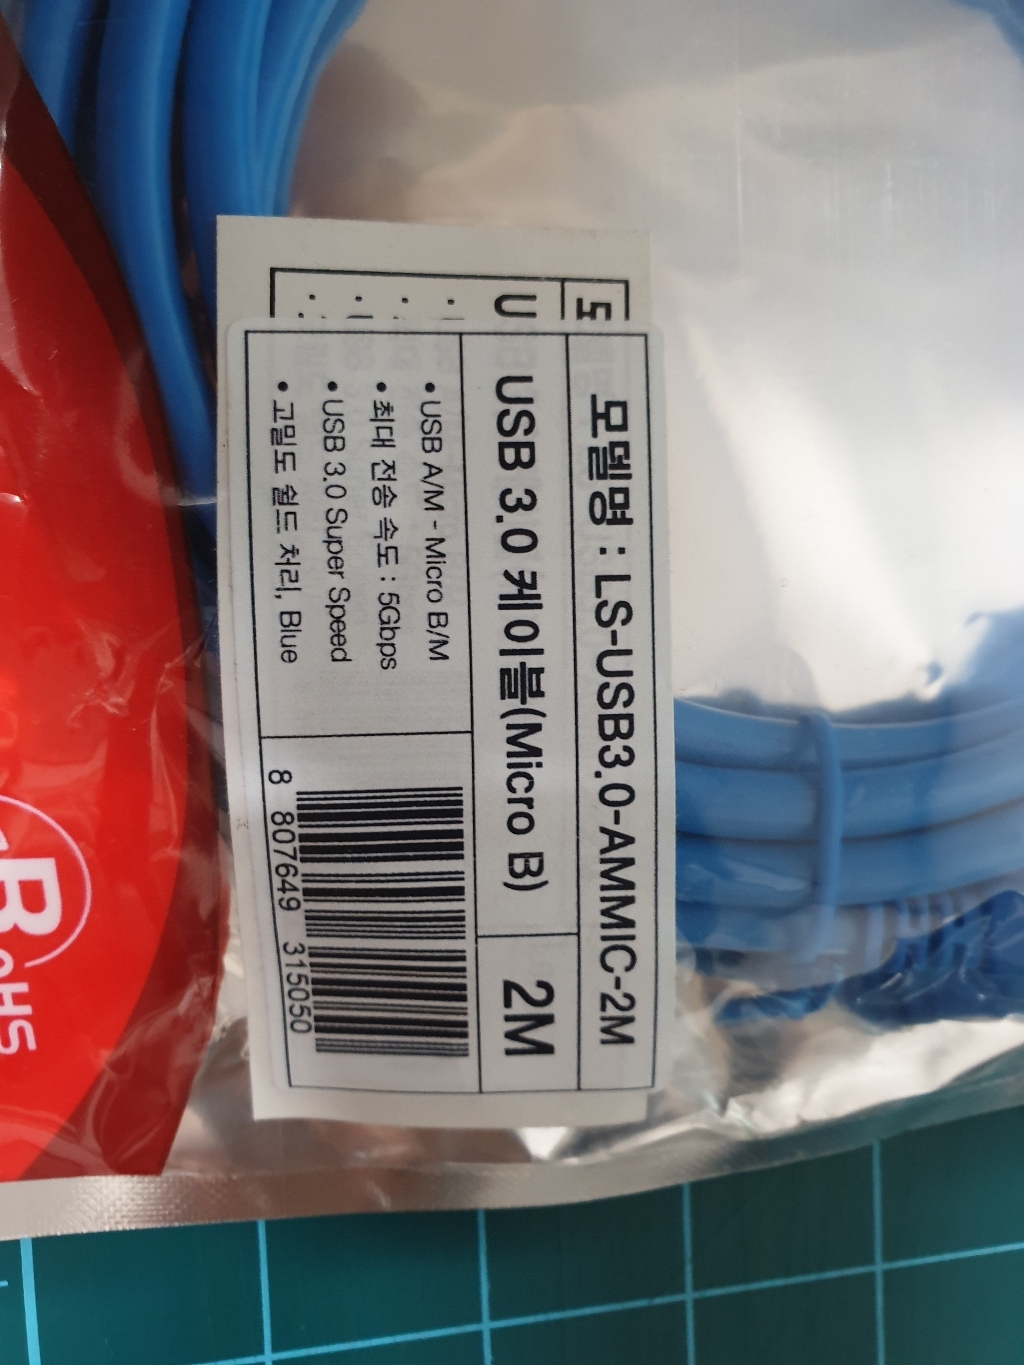 모델명 : LS-USB3.0-AMMIC-2M
USB 3.0 케이블(Micro B)
2M
• USB A/M - Micro B/M
• 최대 전송 속도 : 5Gbps
• USB 3.0 Super Speed
• 고밀도 쉴드 처리, Blue
8 807649 315050
RoHS